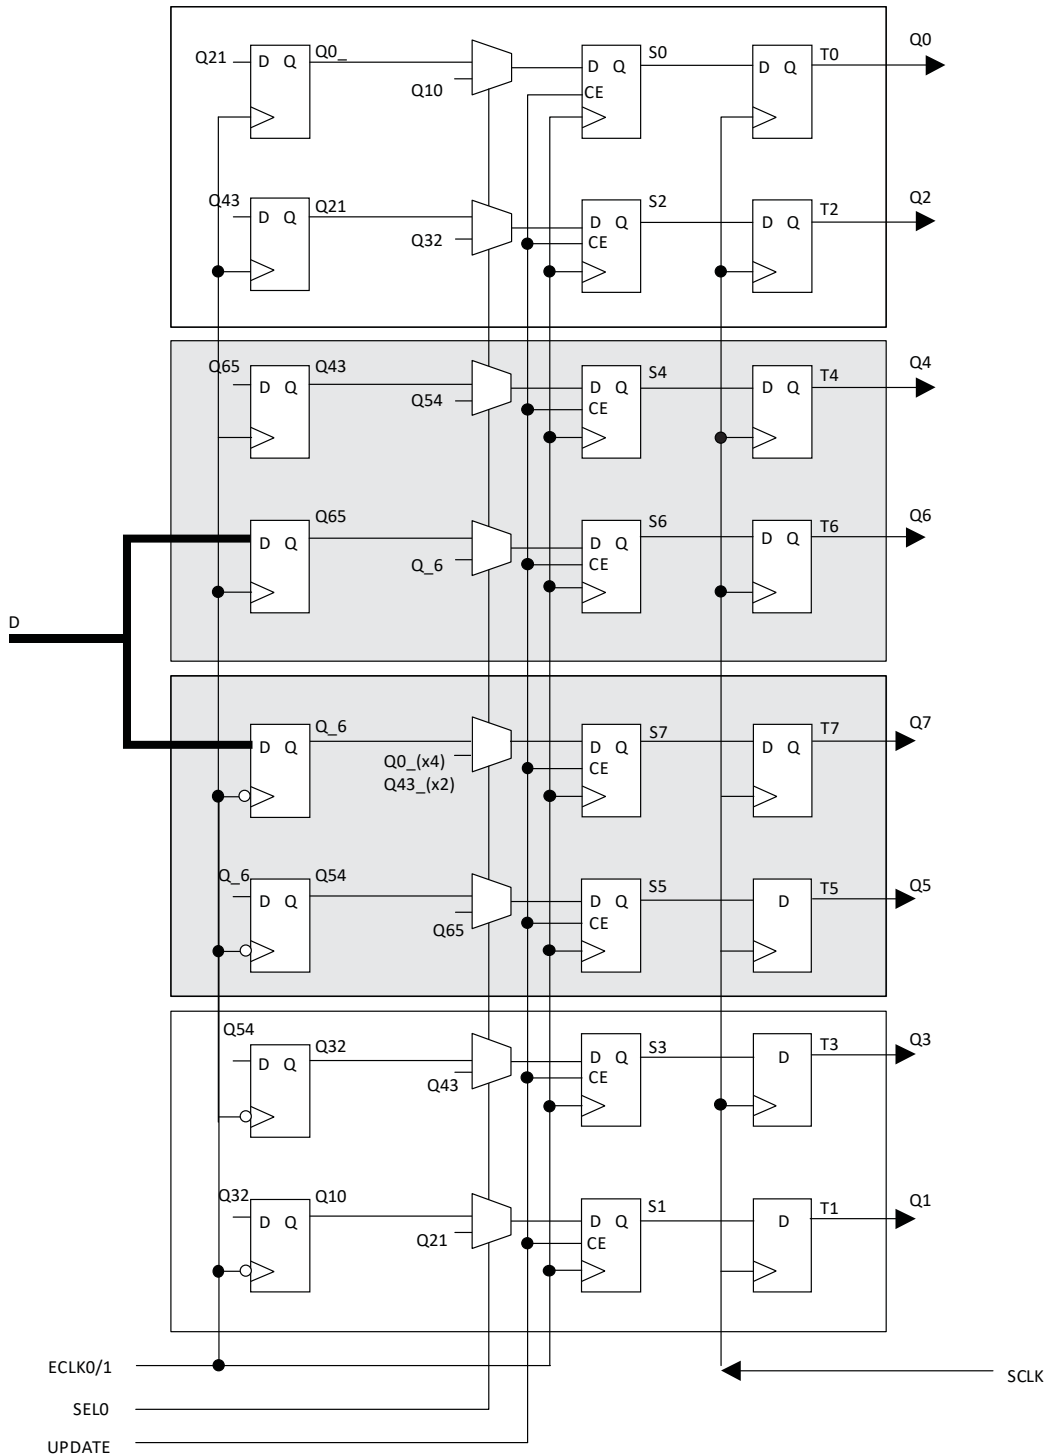 Q21 D Q Q0_ Q10 D Q CE S0 D Q T0 Q0
Q43 D Q Q21 Q32 D Q CE S2 D Q T2 Q2
Q65 D Q Q43 Q54 D Q CE S4 D Q T4 Q4
D Q Q65 Q_6 D Q CE S6 D Q T6 Q6
D
D Q Q_6 Q0_(x4) Q43_(x2) D Q CE S7 D Q T7 Q7
Q_6 D Q Q54 Q65 D Q CE S5 D T5 Q5
Q54 D Q Q32 Q43 D Q CE S3 D T3 Q3
Q32 D Q Q10 Q21 D Q CE S1 D T1 Q1
ECLK0/1
SCLK
SEL0
UPDATE